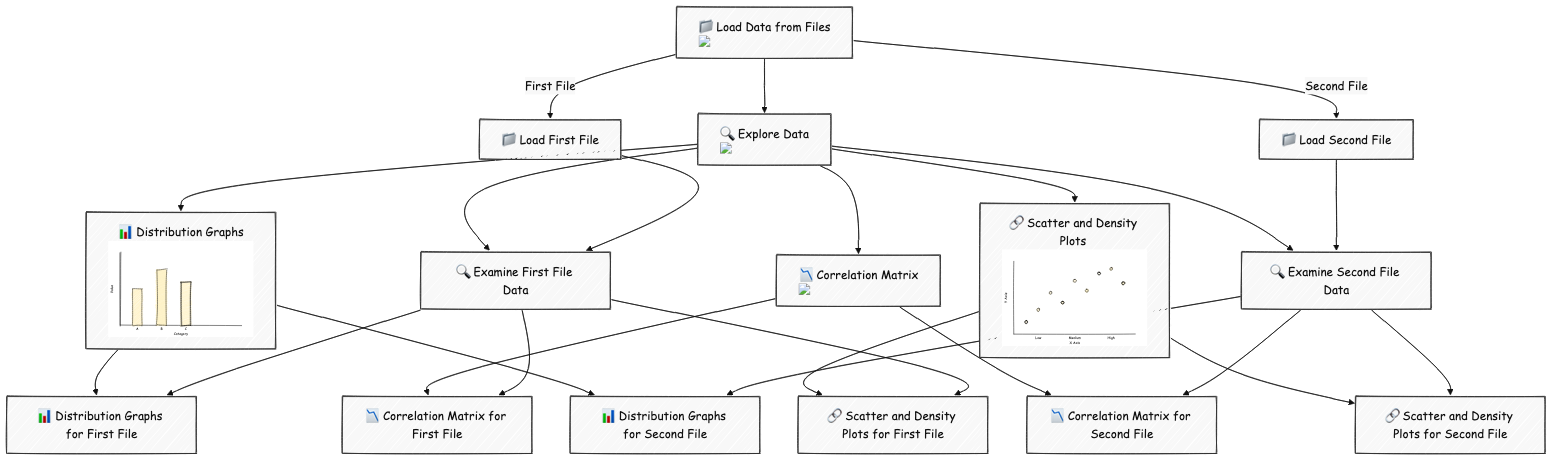 Load Data from Files
First File
Second File
Load First File
Explore Data
Load Second File
Distribution Graphs
Value
A
B
C
Category
Examine First File
Data
Correlation Matrix
Scatter and Density
Plots
Y Axis
Low
Medium
High
X Axis
Examine Second File
Data
Distribution Graphs
for First File
Correlation Matrix for
First File
Distribution Graphs
for Second File
Scatter and Density
Plots for First File
Correlation Matrix for
Second File
Scatter and Density
Plots for Second File